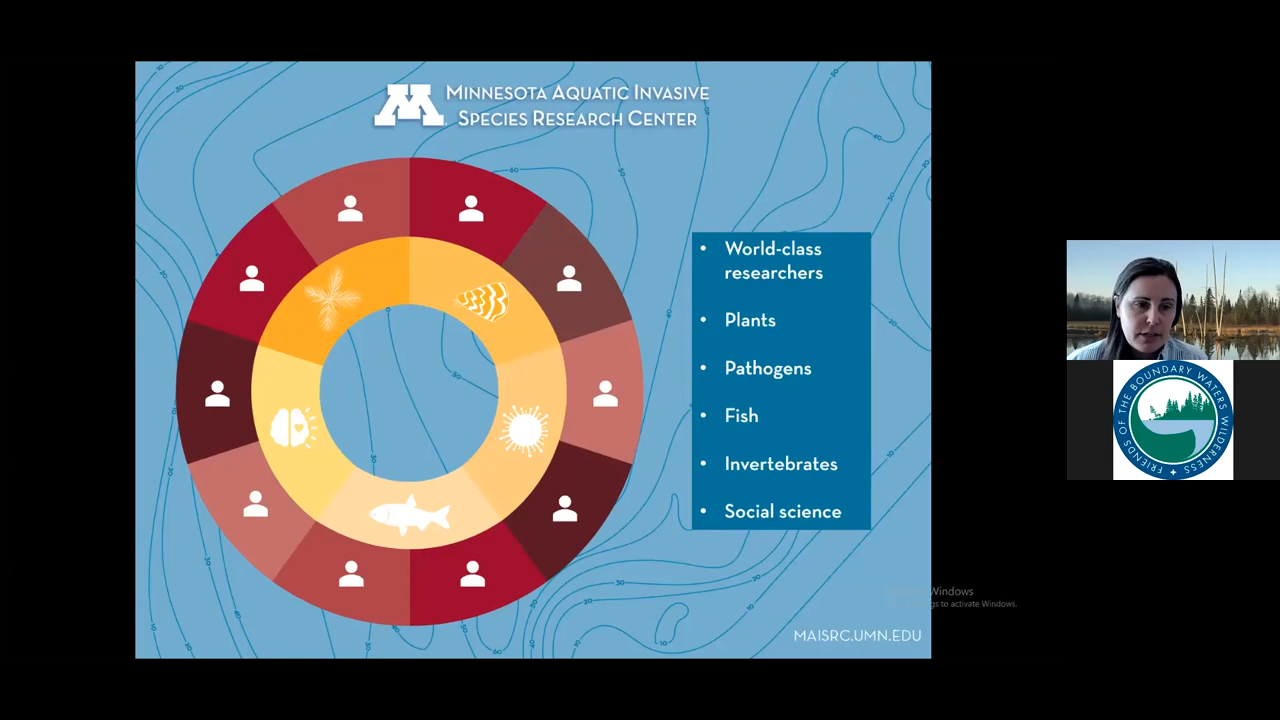 MINNESOTA AQUATIC INVASIVE
SPECIES RESEARCH CENTER
• World-class
researchers
• Plants
• Pathogens
• Fish
• Invertebrates
• Social science
MAISRC.UMN.EDU
Windows
to activate Windows.
FRIENDS OF THE BOUNDARY WATERS WILDERNESS